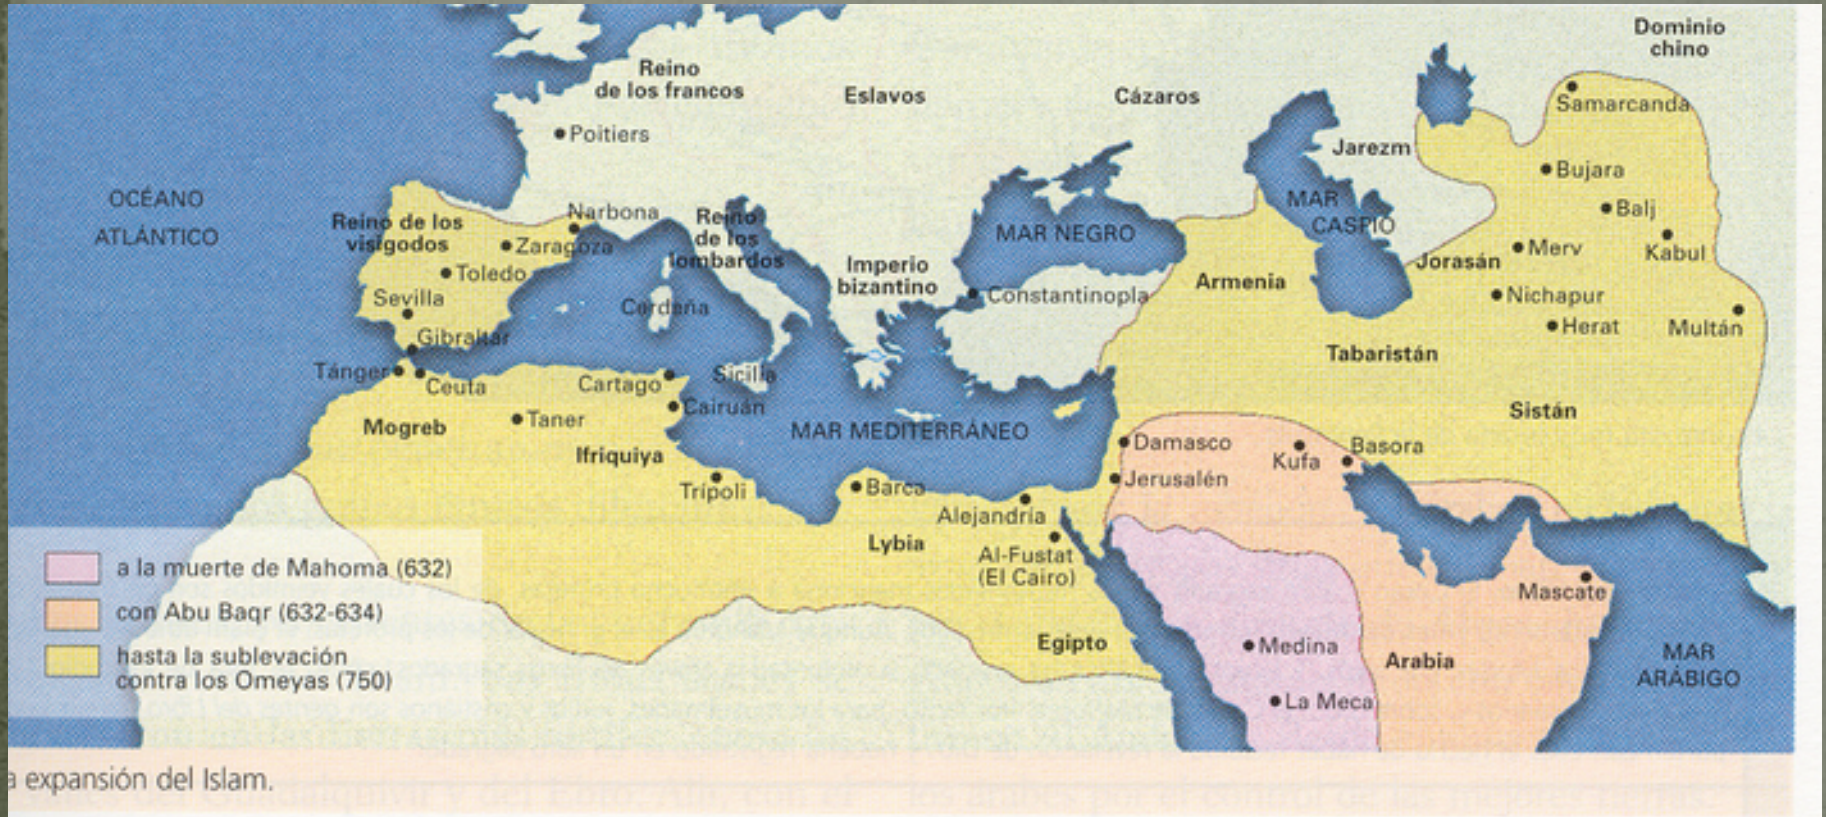 Dominio
chino
Reino
de los francos
Eslavos
Cázaros
Samarcanda
Poitiers
Jarezm
Bujara
OCÉANO
ATLÁNTICO
MAR
CASPIO
Balj
Narbona
Reino de los
visigodos
Zaragoza
Reino
de los
lombardos
MAR NEGRO
Kabul
Merv
Jorasán
Toledo
Imperio
bizantino
Armenia
Constantinopla
Nichapur
Sevilla
Cerdeña
Herat
Multán
Gibraltar
Tabaristán
Tánger
Ceuta
Cartago
Sicilia
Cairuán
Sistán
Mogreb
Taner
MAR MEDITERRÁNEO
Damasco
Basora
Kufa
Ifriquiya
Jerusalén
Trípoli
Barca
Alejandría
Lybia
Al-Fustat
(El Cairo)
Mascate
a la muerte de Mahoma (632)
con Abu Baqr (632-634)
hasta la sublevación
contra los Omeyas (750)
Egipto
Medina
Arabia
MAR
ARÁBIGO
La Meca
a expansión del Islam.